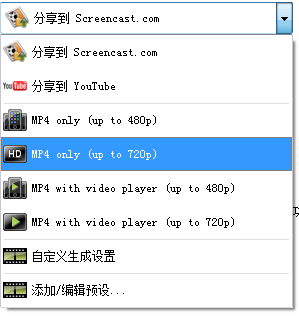 分享到 Screencast.com
分享到 Screencast.com
YouTube 分享到 YouTube
MP4 only (up to 480p)
HD MP4 only (up to 720p)
MP4 with video player (up to 480p)
MP4 with video player (up to 720p)
自定义生成设置
添加/编辑预设...